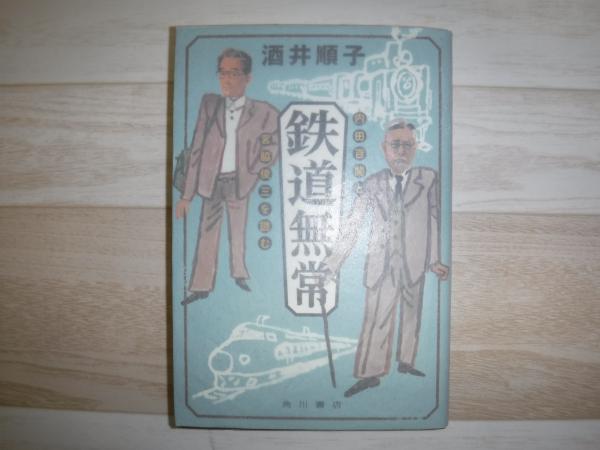 酒井順子
鉄道無常
内田百閒と
宮脇俊三を読む
角川書店